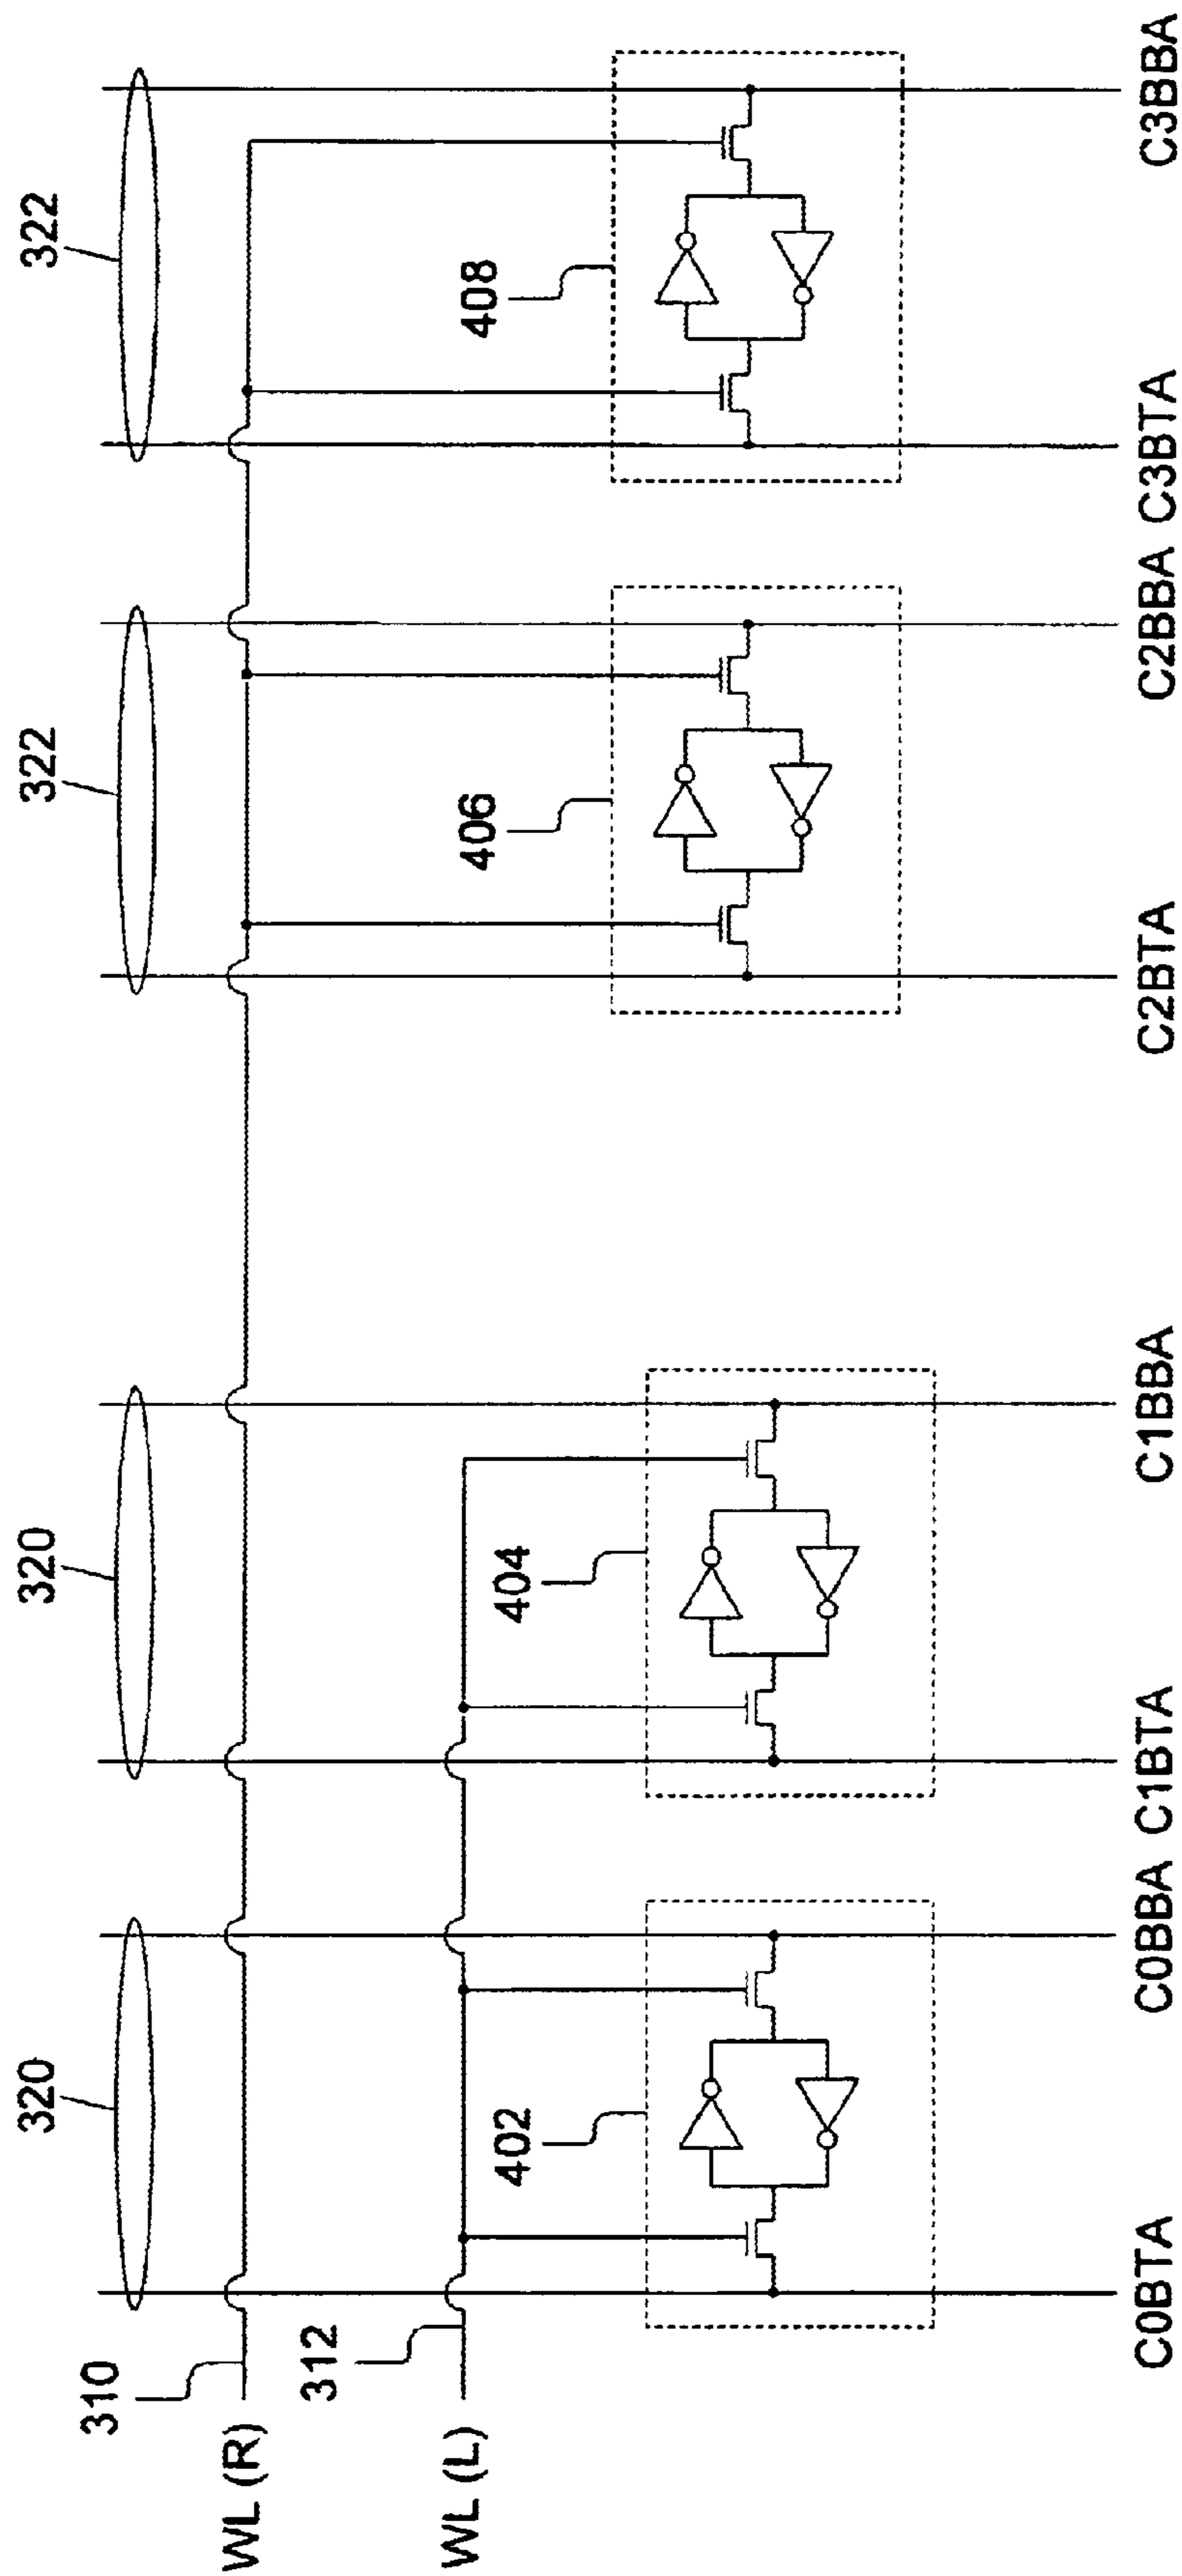 320
320
322
322
310
WL (R)
312
WL (L)
402
404
406
408
C0BTA
C0BBA
C1BTA
C1BBA
C2BTA
C2BBA
C3BTA
C3BBA